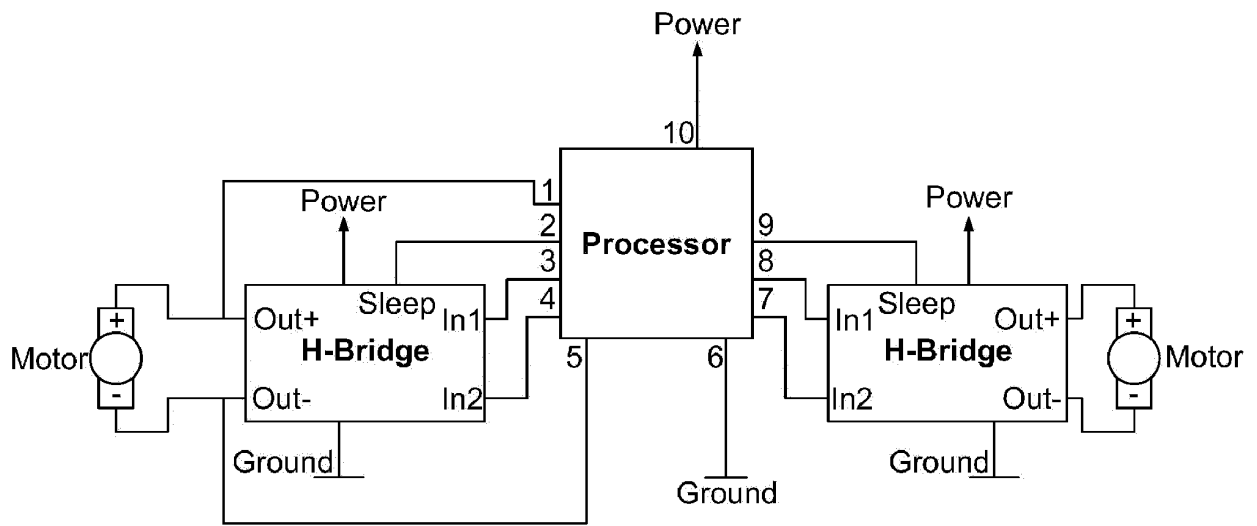 Power
10
Power
1
2
3
4
Processor
9
8
7
Power
Sleep
Out+
In1
H-Bridge
Motor
+
-
Out-
In2
5
6
Sleep
In1
Out+
H-Bridge
In2
Out-
+
-
Motor
Ground
Ground
Ground